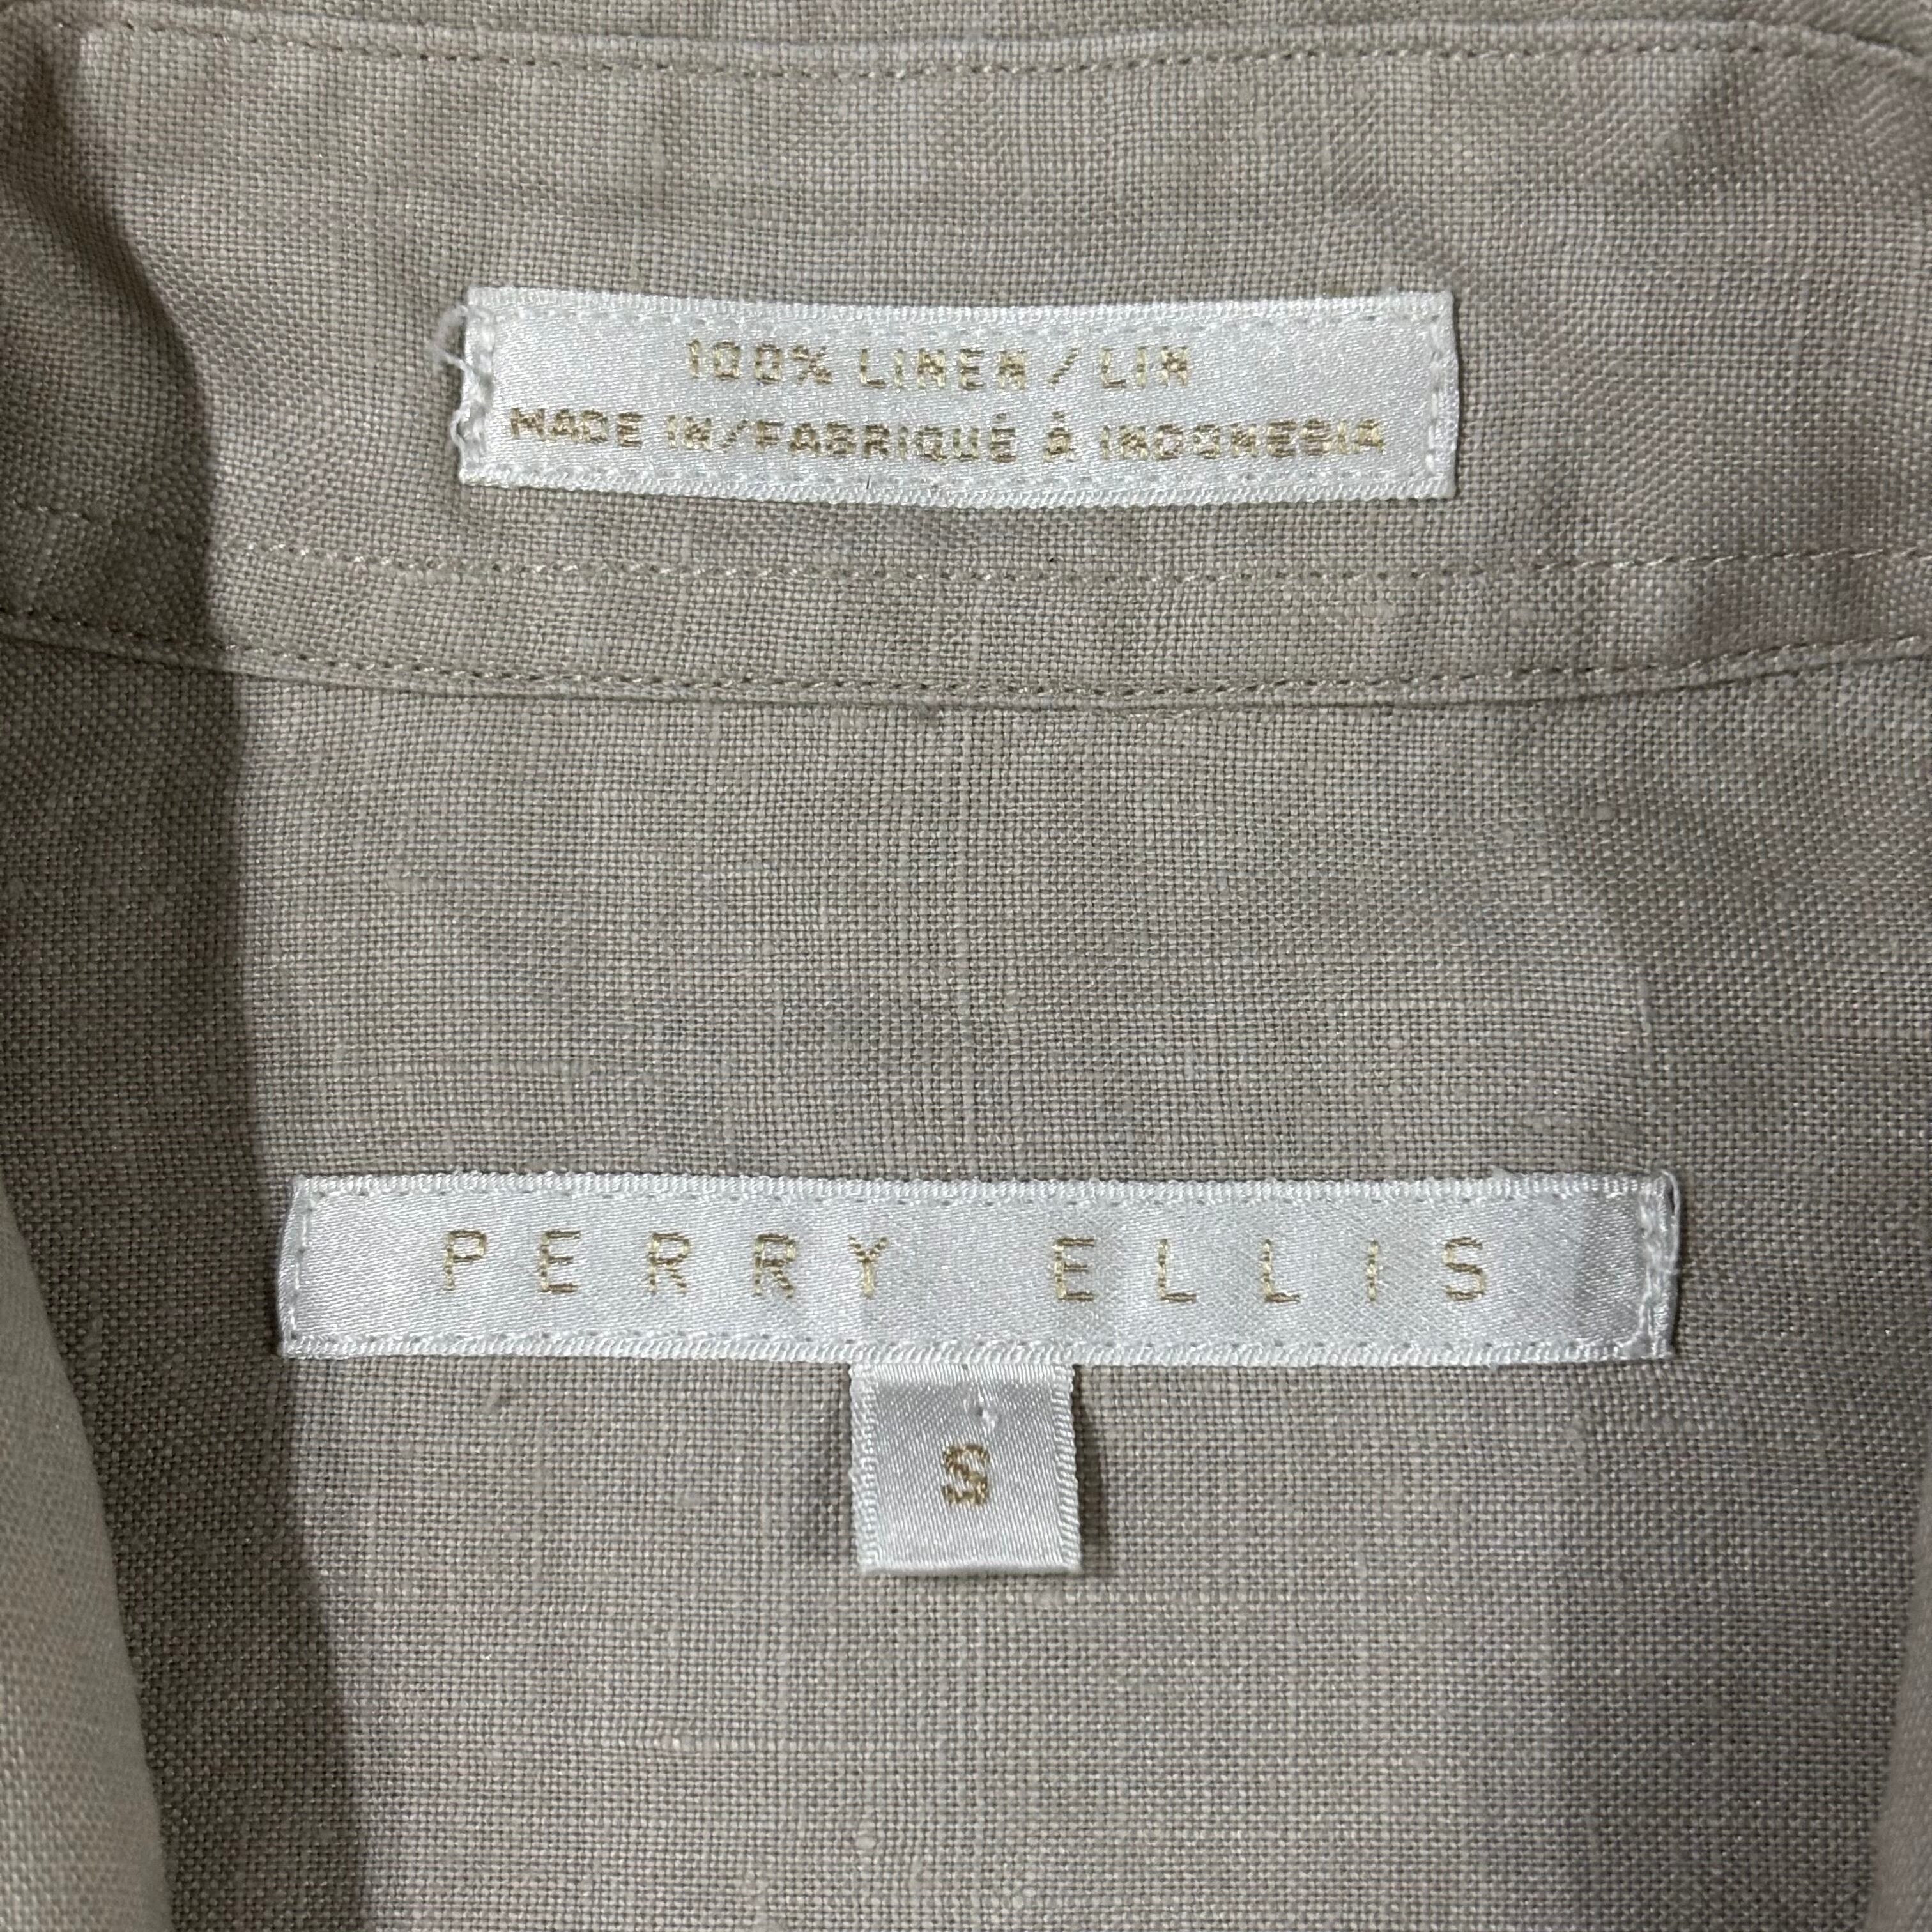 100% LINEN / LIN
MADE IN/FABRIQUÉ À INDONESIA
PERRY ELLIS
S